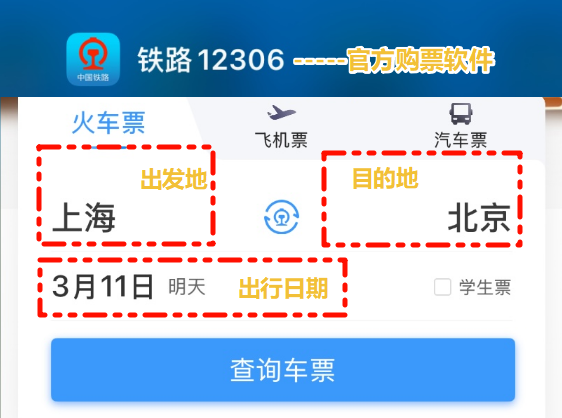 中国铁路
铁路 12306 -----官方购票软件
火车票 飞机票 汽车票
出发地 目的地
上海 北京
3月11日 明天 出行日期 学生票
查询车票